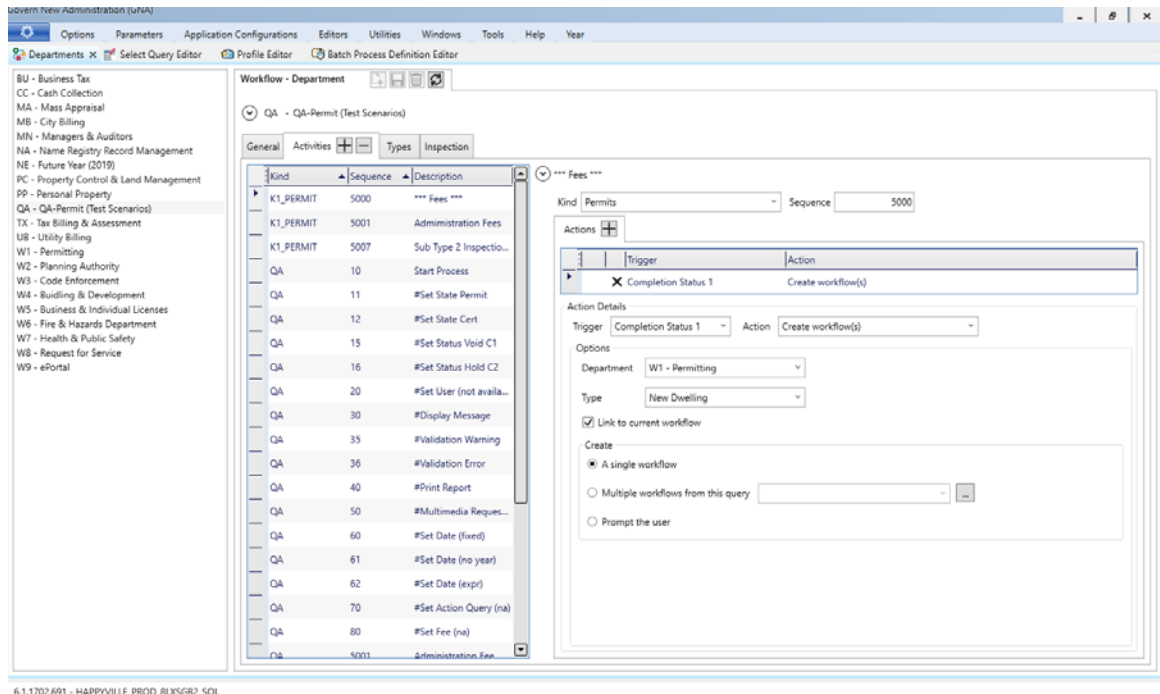 Govern New Administration (GNA)
Options Parameters Application Configurations Editors Utilities Windows Tools Help Year
Departments X Select Query Editor Profile Editor Batch Process Definition Editor
BU - Business Tax
CC - Cash Collection
MA - Mass Appraisal
MB - City Billing
MN - Managers & Auditors
NA - Name Registry Record Management
NE - Future Year (2019)
PC - Property Control & Land Management
PP - Personal Property
QA - QA-Permit (Test Scenarios)
TX - Tax Billing & Assessment
UB - Utility Billing
W1 - Permitting
W2 - Planning Authority
W3 - Code Enforcement
W4 - Buidling & Development
W5 - Business & Individual Licenses
W6 - Fire & Hazards Department
W7 - Health & Public Safety
W8 - Request for Service
W9 - ePortal
Workflow - Department
QA - QA-Permit (Test Scenarios)
General Activities Types Inspection
Kind Sequence Description
K1_PERMIT 5000 *** Fees ***
K1_PERMIT 5001 Admimistration Fees
K1_PERMIT 5007 Sub Type 2 Inspectio...
QA 10 Start Process
QA 11 #Set State Permit
QA 12 #Set State Cert
QA 15 #Set Status Void C1
QA 16 #Set Status Hold C2
QA 20 #Set User (not availa...
QA 30 #Display Message
QA 35 #Validation Warning
QA 36 #Validation Error
QA 40 #Print Report
QA 50 #Multimedia Reques...
QA 60 #Set Date (fixed)
QA 61 #Set Date (no year)
QA 62 #Set Date (expr)
QA 70 #Set Action Query (na)
QA 80 #Set Fee (na)
QA 5001 Administration Fee
*** Fees ***
Kind Permits Sequence 5000
Actions
Trigger Action
Completion Status 1 Create workflow(s)
Action Details
Trigger Completion Status 1 Action Create workflow(s)
Options
Department W1 - Permitting
Type New Dwelling
Link to current workflow
Create
A single workflow
Multiple workflows from this query ...
Prompt the user
6.1.1702.691 - HAPPYVILLE_PROD_8LXSGB2_SQL